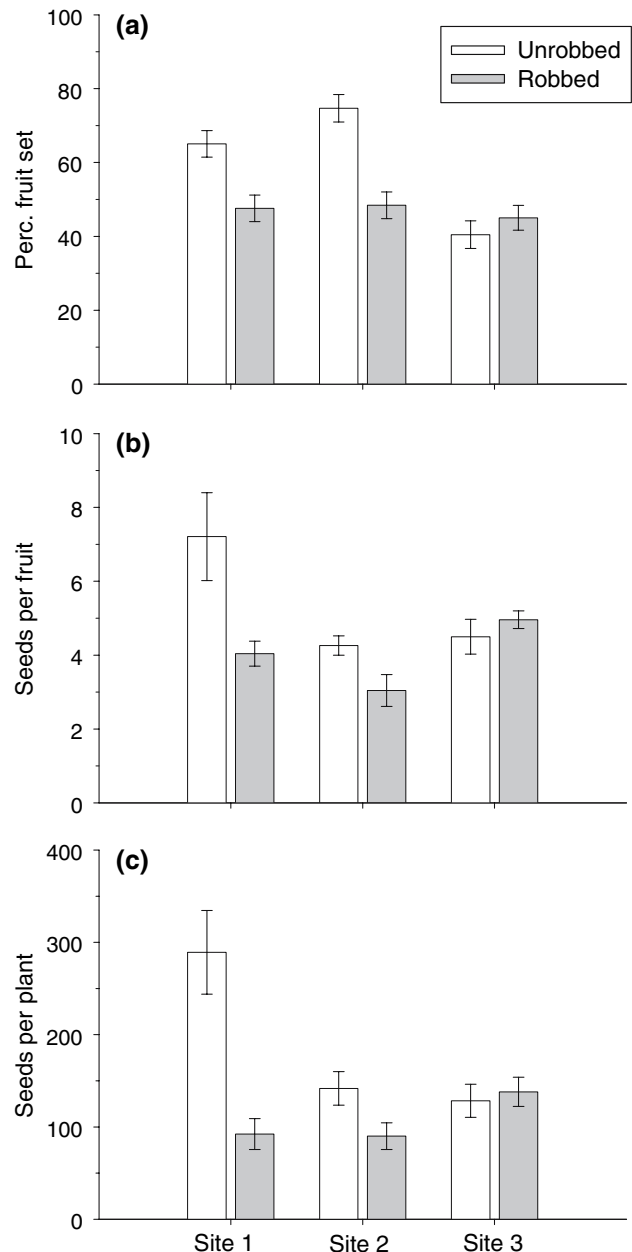 (a)
Unrobbed
Robbed
100
80
60
40
20
0
Perc. fruit set
(b)
10
8
6
4
2
0
Seeds per fruit
(c)
400
300
200
100
0
Seeds per plant
Site 1 Site 2 Site 3